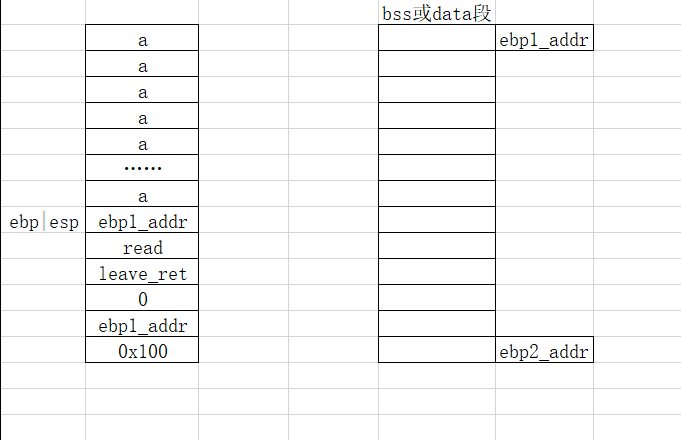 bss或data段
a ebp1_addr
a
a
a
a
……
a
ebp|esp ebp1_addr
read
leave_ret
0
ebp1_addr
0x100 ebp2_addr